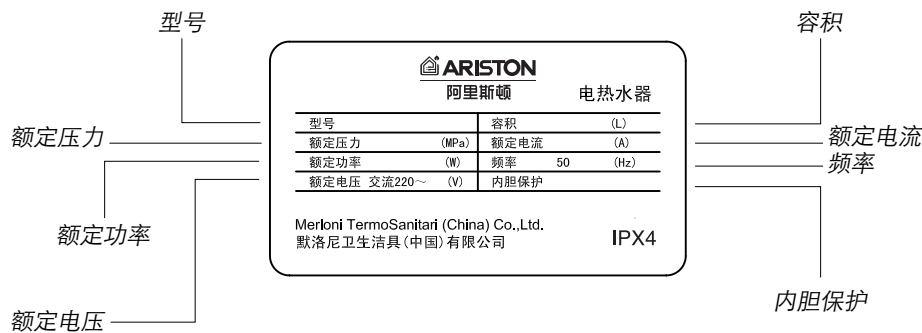 型号
容积
ARISTON
阿里斯顿
电热水器
型号 容积 (L)
额定压力 (MPa) 额定电流 (A)
额定功率 (W) 频率 50 (Hz)
额定电压 交流220～ (V) 内胆保护
Merloni TermoSanitari (China) Co.,Ltd.
默洛尼卫生洁具(中国)有限公司
IPX4
额定压力
额定功率
额定电压
额定电流
频率
内胆保护